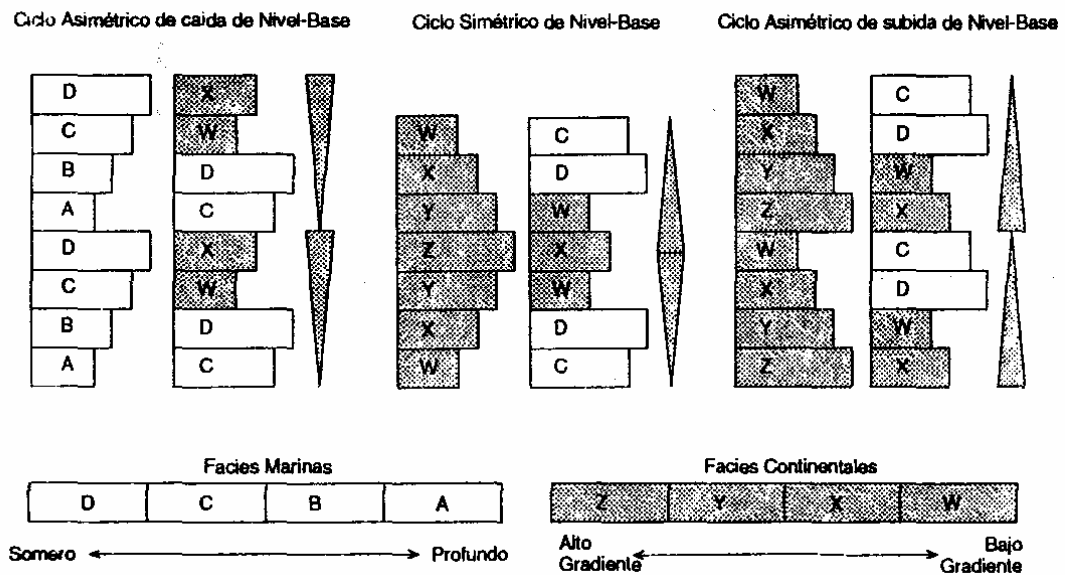 Ciclo Asimétrico de caida de Nivel-Base
Ciclo Simétrico de Nivel-Base
Ciclo Asimétrico de subida de Nivel-Base
D
C
B
A
D
C
B
A
X
W
D
C
X
W
D
C
W
X
Y
Z
Y
X
W
C
D
W
X
W
D
C
W
X
Y
Z
W
X
Y
Z
C
D
W
X
C
D
W
X
Facies Marinas
D C B A
Somero Profundo
Facies Continentales
Z Y X W
Alto
Gradiente
Bajo
Gradiente